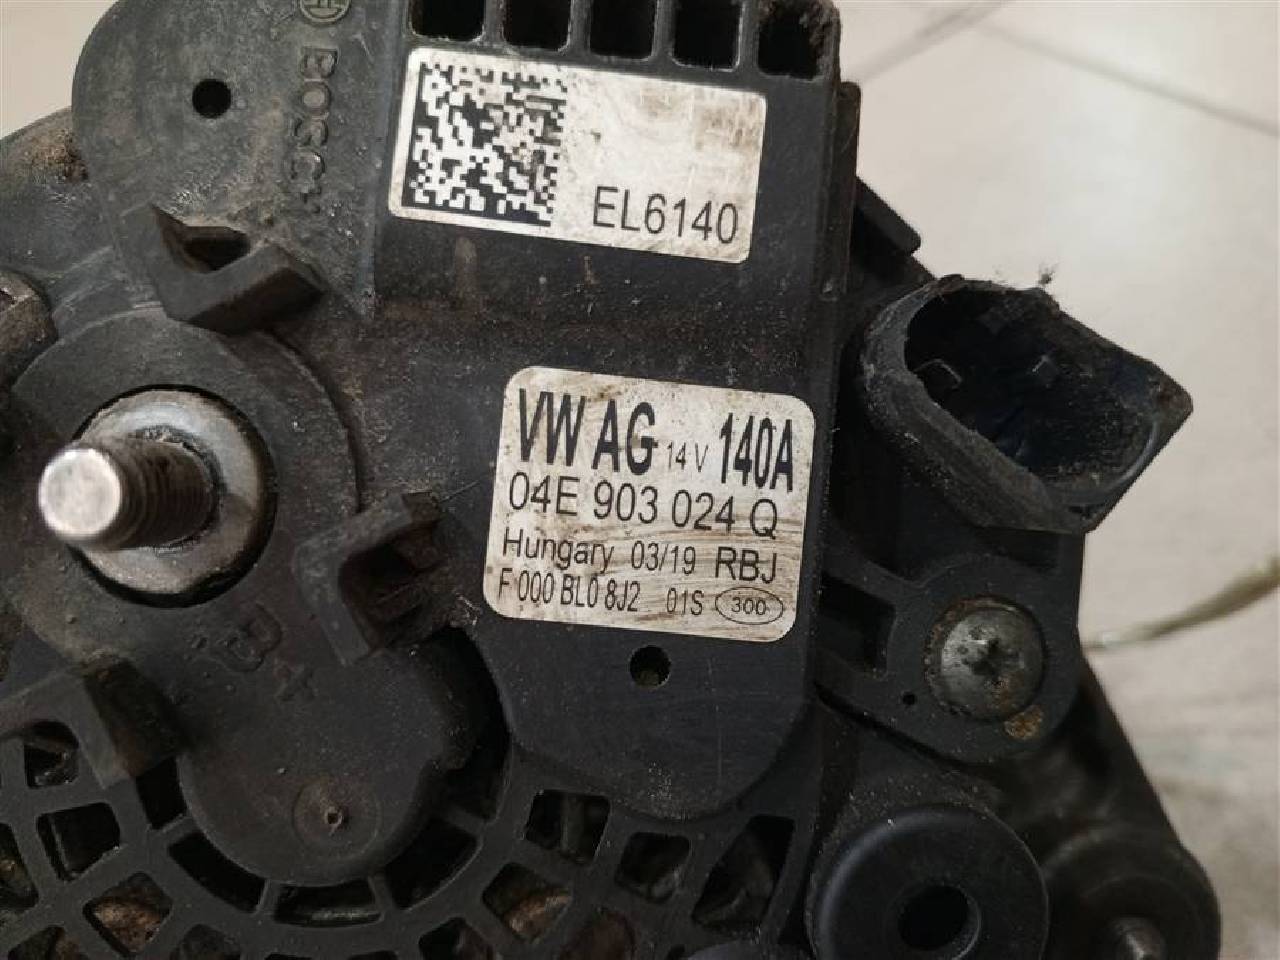 BOSCH
EL6140
VW AG 14 V 140A
04E 903 024 Q
Hungary 03/19 RBJ
F 000 BL0 8J2 01S 300
B+